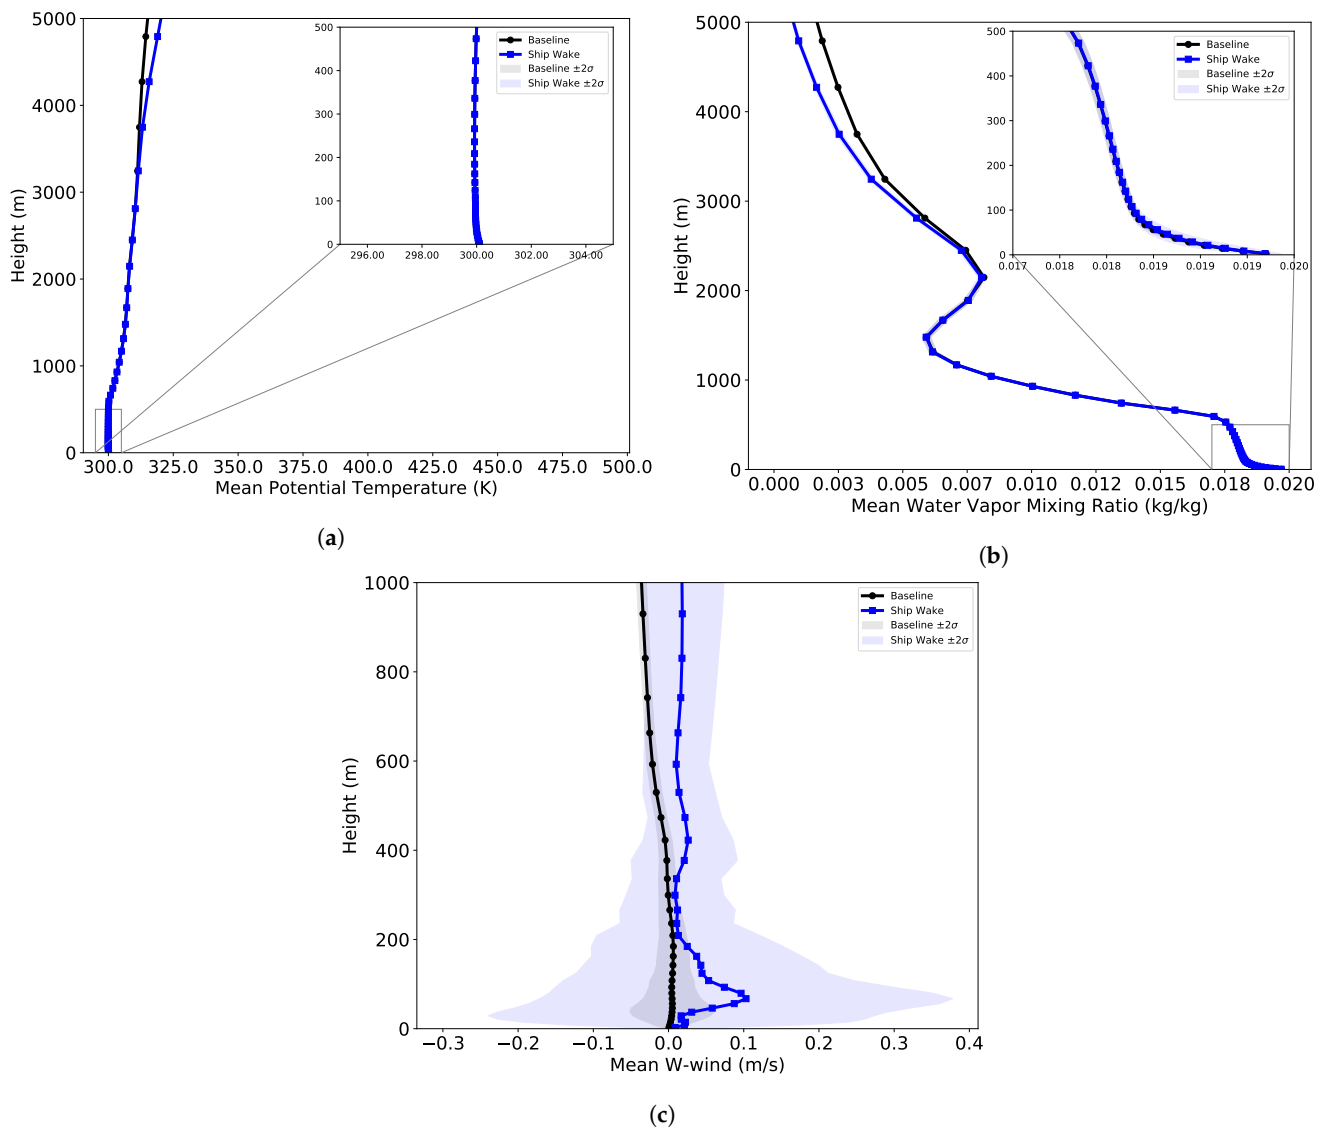 5000
4000
3000
2000
1000
0
Height (m)
300.0 325.0 350.0 375.0 400.0 425.0 450.0 475.0 500.0
Mean Potential Temperature (K)
500
400
300
200
100
0
296.00 298.00 300.00 302.00 304.00
Baseline
Ship Wake
Baseline ±2σ
Ship Wake ±2σ
(a)
5000
4000
3000
2000
1000
0
Height (m)
0.000 0.003 0.005 0.007 0.010 0.013 0.015 0.018 0.020
Mean Water Vapor Mixing Ratio (kg/kg)
500
400
300
200
100
0
0.017 0.018 0.018 0.019 0.019 0.019 0.020
Baseline
Ship Wake
Baseline ±2σ
Ship Wake ±2σ
(b)
1000
800
600
400
200
0
Height (m)
−0.3 −0.2 −0.1 0.0 0.1 0.2 0.3 0.4
Mean W-wind (m/s)
Baseline
Ship Wake
Baseline ±2σ
Ship Wake ±2σ
(c)